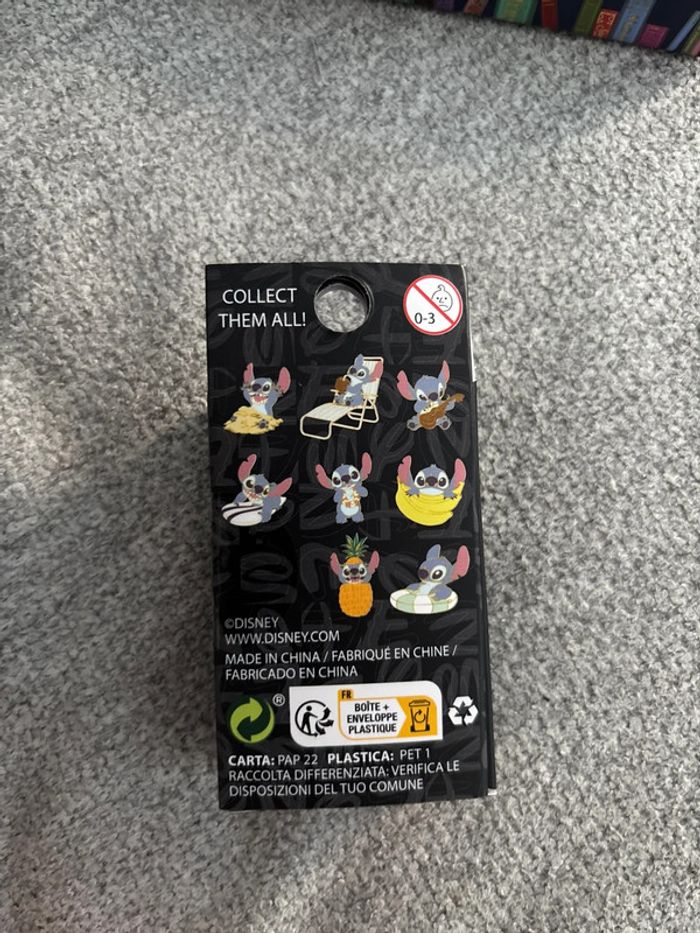 COLLECT
THEM ALL!
0-3
©DISNEY
WWW.DISNEY.COM
MADE IN CHINA / FABRIQUÉ EN CHINE /
FABRICADO EN CHINA
®
FR
BOÎTE +
ENVELOPPE
PLASTIQUE
CARTA: PAP 22 PLASTICA: PET 1
RACCOLTA DIFFERENZIATA: VERIFICA LE
DISPOSIZIONI DEL TUO COMUNE